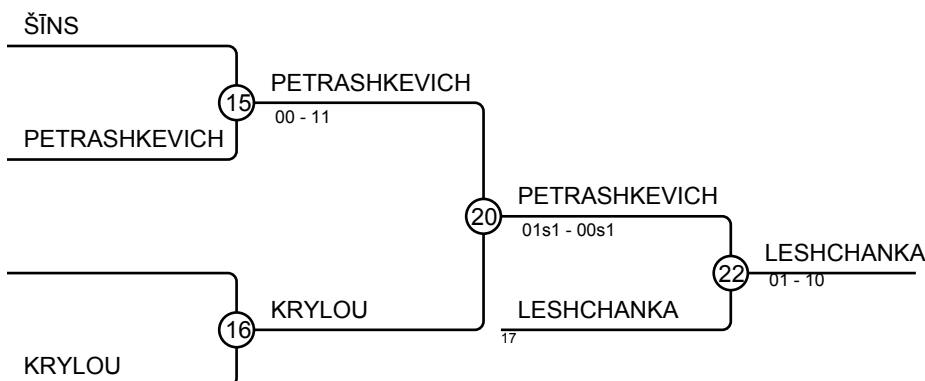 ŠĪNS
15
PETRASHKEVICH
00 - 11
PETRASHKEVICH
20
PETRASHKEVICH
01s1 - 00s1
22
LESHCHANKA
01 - 10
16
KRYLOU
LESHCHANKA
17
KRYLOU